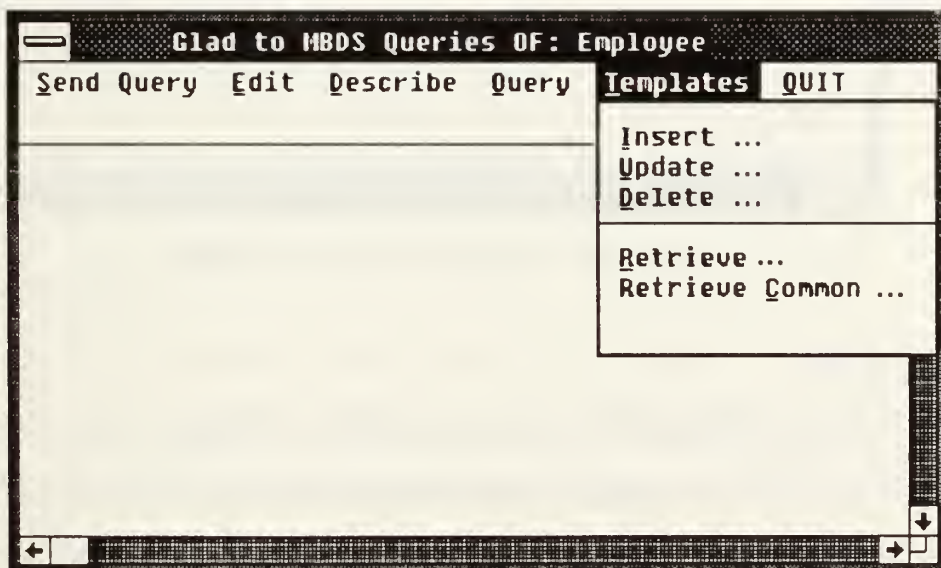 Glad to MBDS Queries OF: Employee
Send Query Edit Describe Query Templates QUIT
Insert ...
Update ...
Delete ...
Retrieve ...
Retrieve Common ...